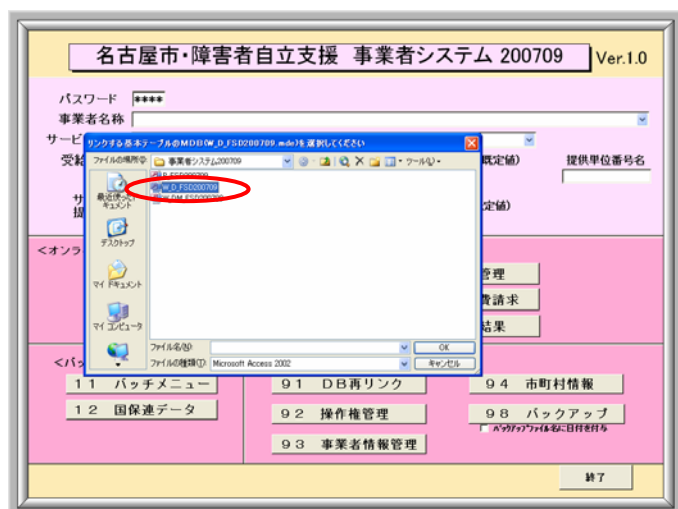 名古屋市・障害者自立支援 事業者システム 200709 Ver.1.0
パスワード ****
事業者名称
サービ
リンクする基本テーブルのMDB(W_D_FSD200709.mde)を選択してください
受給
ファイルの場所(I): 事業者システム200709
ツール(L)
既定値)
提供単位番号名
W_D_FSD200709
W_DM_FSD200709
最近使ったドキュメント
サ
提
定値)
デスクトップ
<オンラ
マイ ドキュメント
管理
費請求
マイ コンピュータ
結果
ファイル名(N):
OK
ファイルの種類(T): Microsoft Access 2002
キャンセル
<バッ
11 バッチメニュー
91 DB再リンク
94 市町村情報
12 国保連データ
92 操作権管理
98 バックアップ
バックアップファイル名に日付を付与
93 事業者情報管理
終了